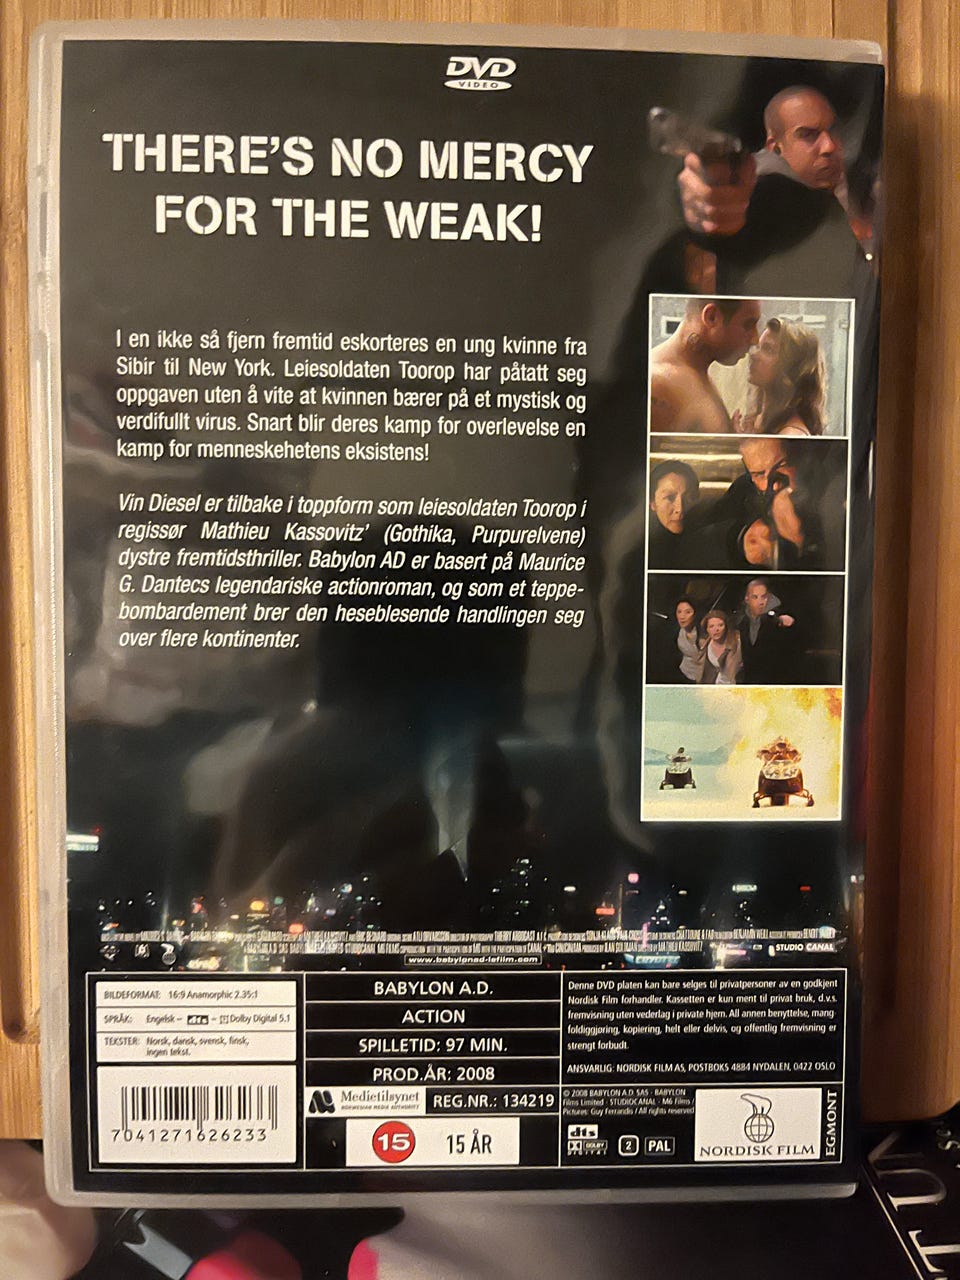 DVD
VIDEO
THERE'S NO MERCY
FOR THE WEAK!
I en ikke så fjern fremtid eskorteres en ung kvinne fra
Sibir til New York. Leiesoldaten Toorop har påtatt seg
oppgaven uten å vite at kvinnen bærer på et mystisk og
verdifullt virus. Snart blir deres kamp for overlevelse en
kamp for menneskehetens eksistens!
Vin Diesel er tilbake i toppform som leiesoldaten Toorop i
regissør Mathieu Kassovitz' (Gothika, Purpurelvene)
dystre fremtidsthriller. Babylon AD er basert på Maurice
G. Dantecs legendariske actionroman, og som et teppe-
bombardement brer den heseblesende handlingen seg
over flere kontinenter.
STUDIO CANAL
www.babylonad-lefilm.com
BILDEFORMAT: 16:9 Anamorphic 2.35:1
SPRÅK: Engelsk – dts – Dolby Digital 5.1
TEKSTER: Norsk, dansk, svensk, finsk,
ingen tekst.
7041271626233
BABYLON A.D.
ACTION
SPILLETID: 97 MIN.
PROD.ÅR: 2008
Medietilsynet
NORWEGIAN MEDIA AUTHORITY
REG.NR.: 134219
15
15 ÅR
Denne DVD platen kan bare selges til privatpersoner av en godkjent
Nordisk Film forhandler. Kassetten er kun ment til privat bruk, d.v.s.
fremvisning uten vederlag i private hjem. All annen benyttelse, mang-
foldiggjøring, kopiering, helt eller delvis, og offentlig fremvisning er
strengt forbudt.
ANSVARLIG: NORDISK FILM AS, POSTBOKS 4884 NYDALEN, 0422 OSLO
© 2008 BABYLON A.D. SAS - BABYLON
Films Limited - STUDIOCANAL - M6 Films /
Pictures: Guy Ferrandis / All rights reserved
dts
DOLBY
DIGITAL
2
PAL
NORDISK FILM
EGMONT